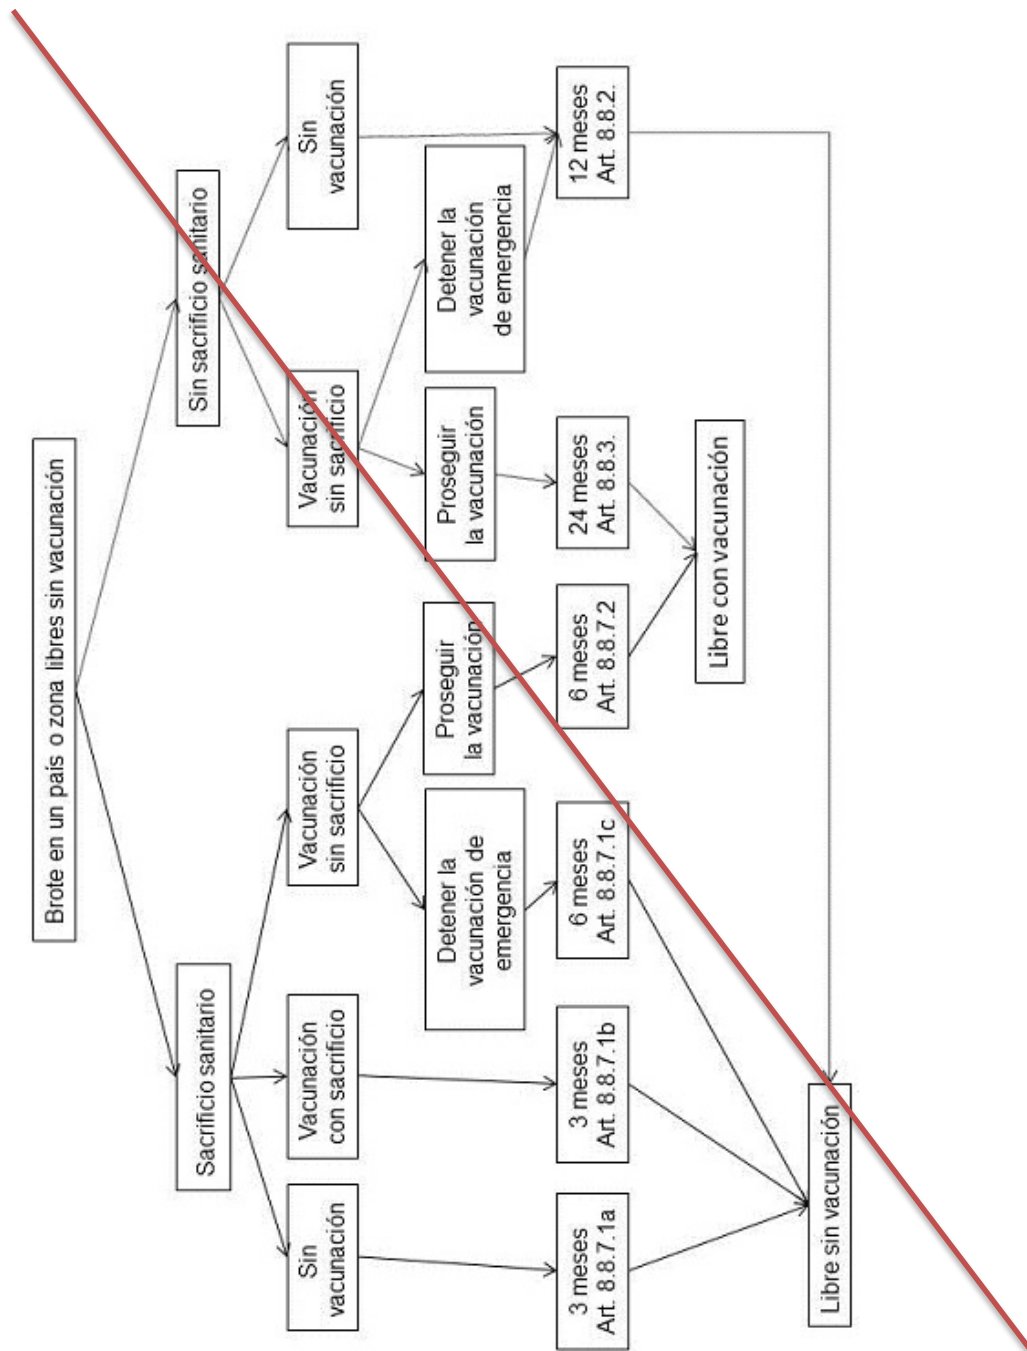 Brote en un país o zona libres sin vacunación
Sacrificio sanitario
Sin sacrificio sanitario
Sin
vacunación
Vacunación
con sacrificio
Vacunación
sin sacrificio
Vacunación
sin sacrificio
Sin
vacunación
Detener la
vacunación de
emergencia
Proseguir
la vacunación
Proseguir
la vacunación
Detener la
vacunación
de emergencia
3 meses
Art. 8.8.7.1a
3 meses
Art. 8.8.7.1b
6 meses
Art. 8.8.7.1c
6 meses
Art. 8.8.7.2
24 meses
Art. 8.8.3.
12 meses
Art. 8.8.2.
Libre con vacunación
Libre sin vacunación